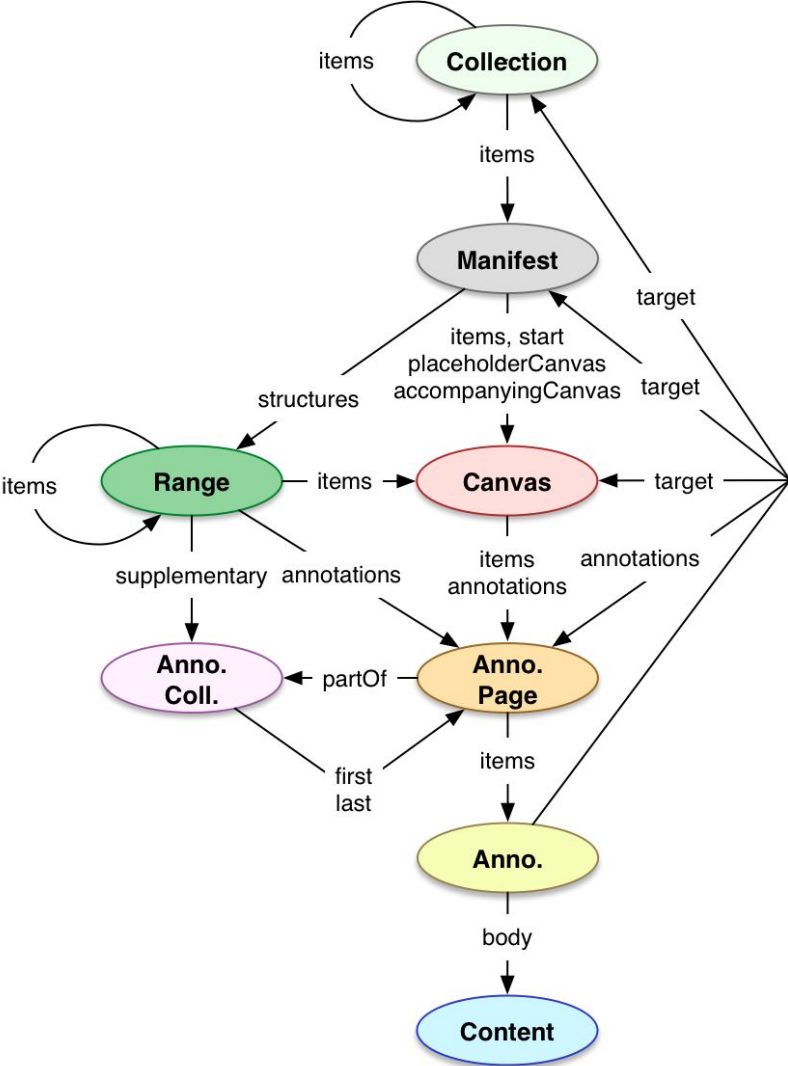 items
Collection
items
Manifest
target
items, start
placeholderCanvas
accompanyingCanvas
target
structures
items
Range
items
Canvas
target
supplementary
annotations
items
annotations
annotations
Anno.
Coll.
partOf
Anno.
Page
items
first
last
Anno.
body
Content